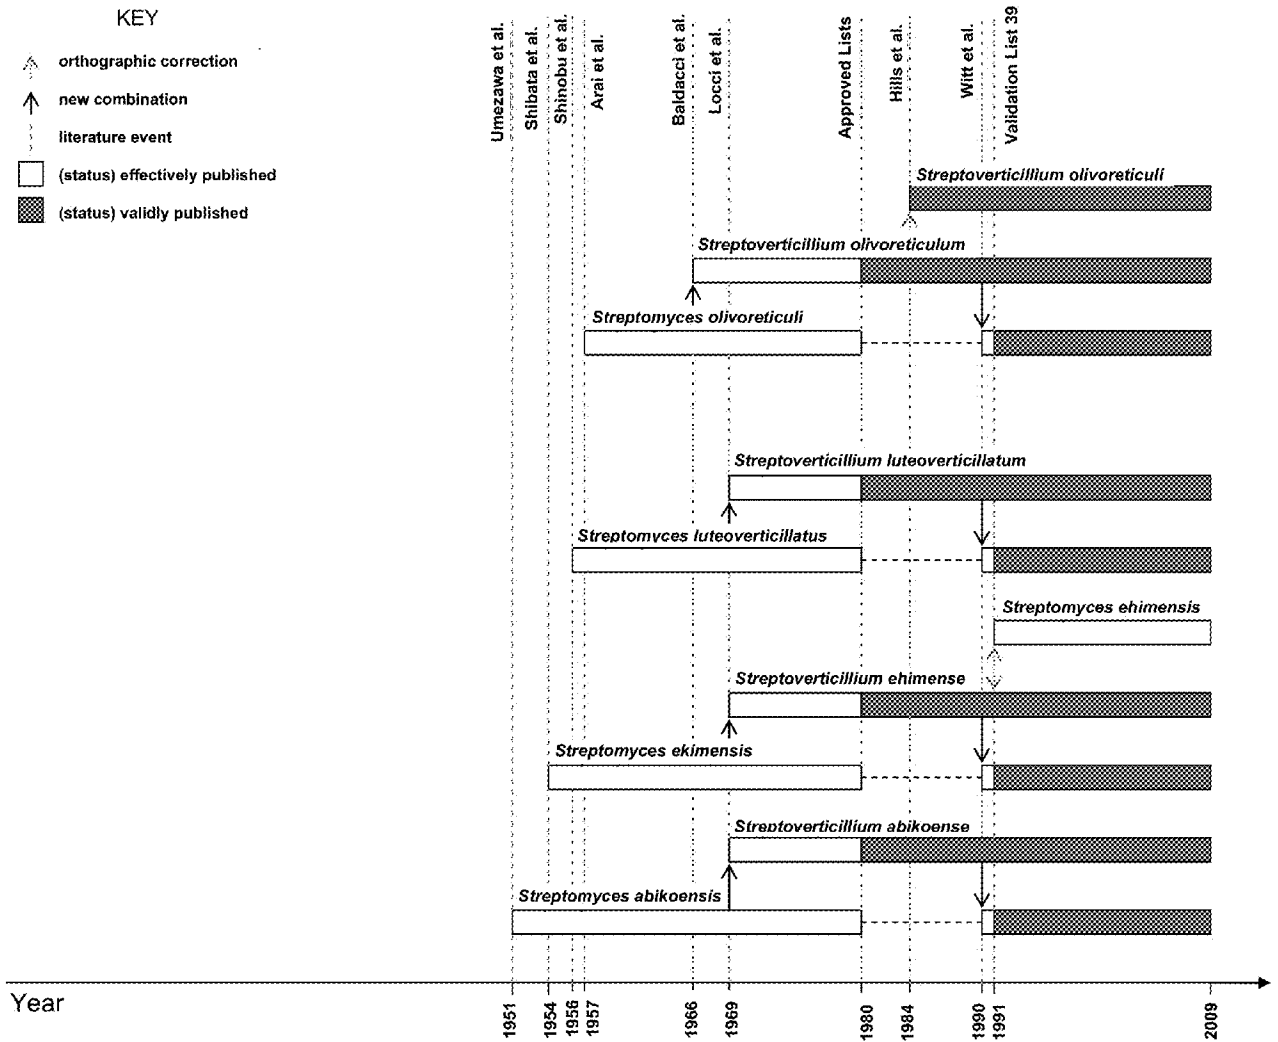 KEY
orthographic correction
new combination
literature event
(status) effectively published
(status) validly published
Umezawa et al.
Shibata et al.
Shinobu et al.
Arai et al.
Baldacci et al.
Locci et al.
Approved Lists
Hills et al.
Witt et al.
Validation List 39
Streptoverticillium olivoreticuli
Streptoverticillium olivoreticulum
Streptomyces olivoreticuli
Streptoverticillium luteoverticillatum
Streptomyces luteoverticillatus
Streptomyces ehimensis
Streptoverticillium ehimense
Streptomyces ekimensis
Streptoverticillium abikoense
Streptomyces abikoensis
Year
1951
1954
1956
1957
1966
1969
1980
1984
1990
1991
2009